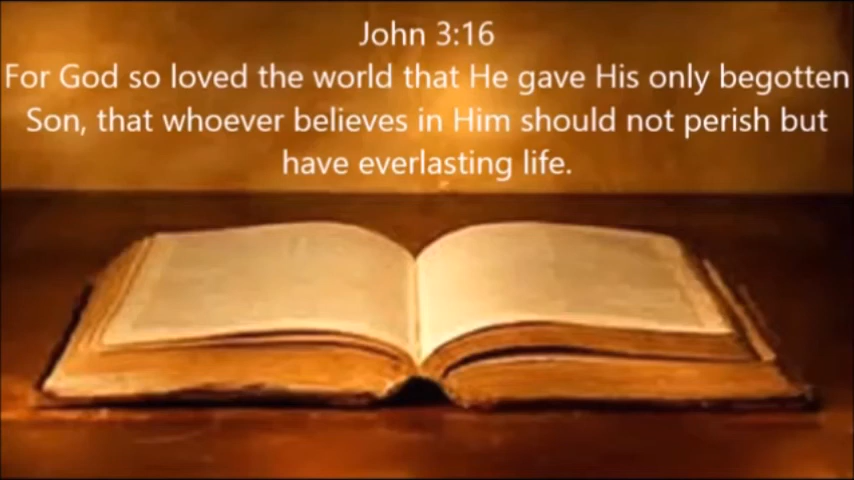 John 3:16
For God so loved the world that He gave His only begotten
Son, that whoever believes in Him should not perish but
have everlasting life.